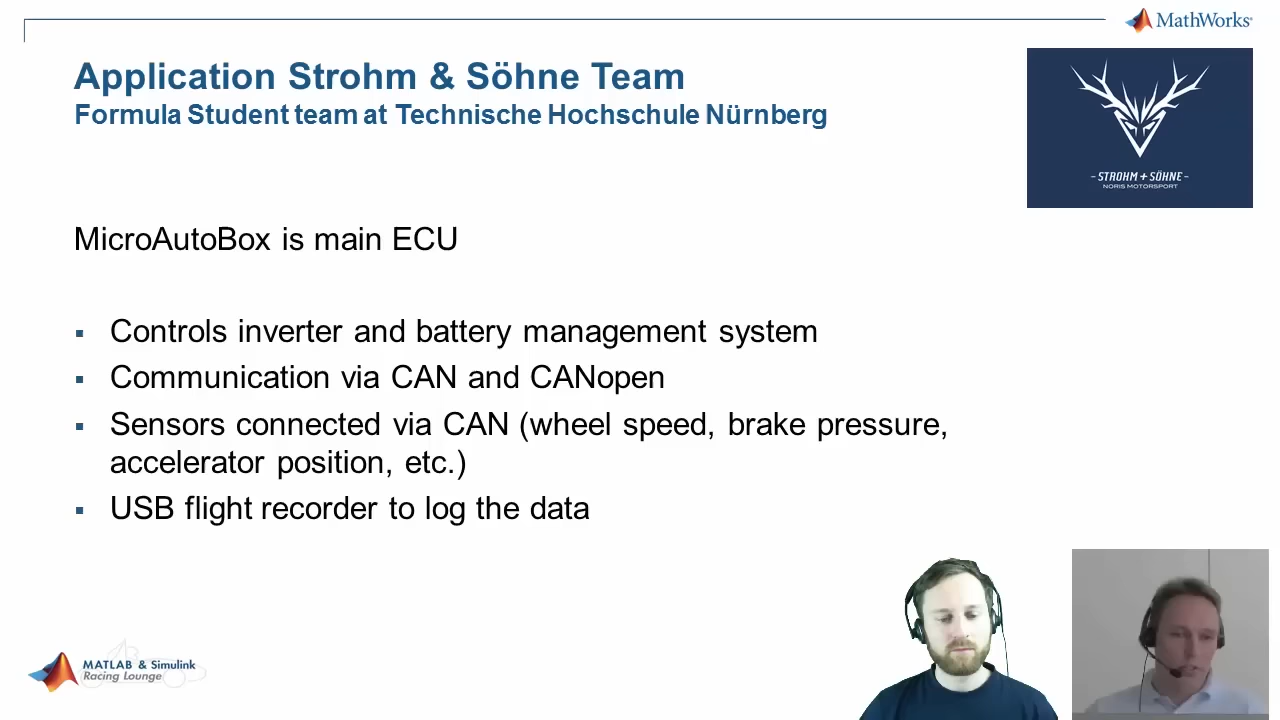 MathWorks
Application Strohm & Söhne Team
Formula Student team at Technische Hochschule Nürnberg
- STROHM + SÖHNE -
NORIS MOTORSPORT
MicroAutoBox is main ECU
▪ Controls inverter and battery management system
▪ Communication via CAN and CANopen
▪ Sensors connected via CAN (wheel speed, brake pressure,
accelerator position, etc.)
▪ USB flight recorder to log the data
MATLAB & Simulink
Racing Lounge